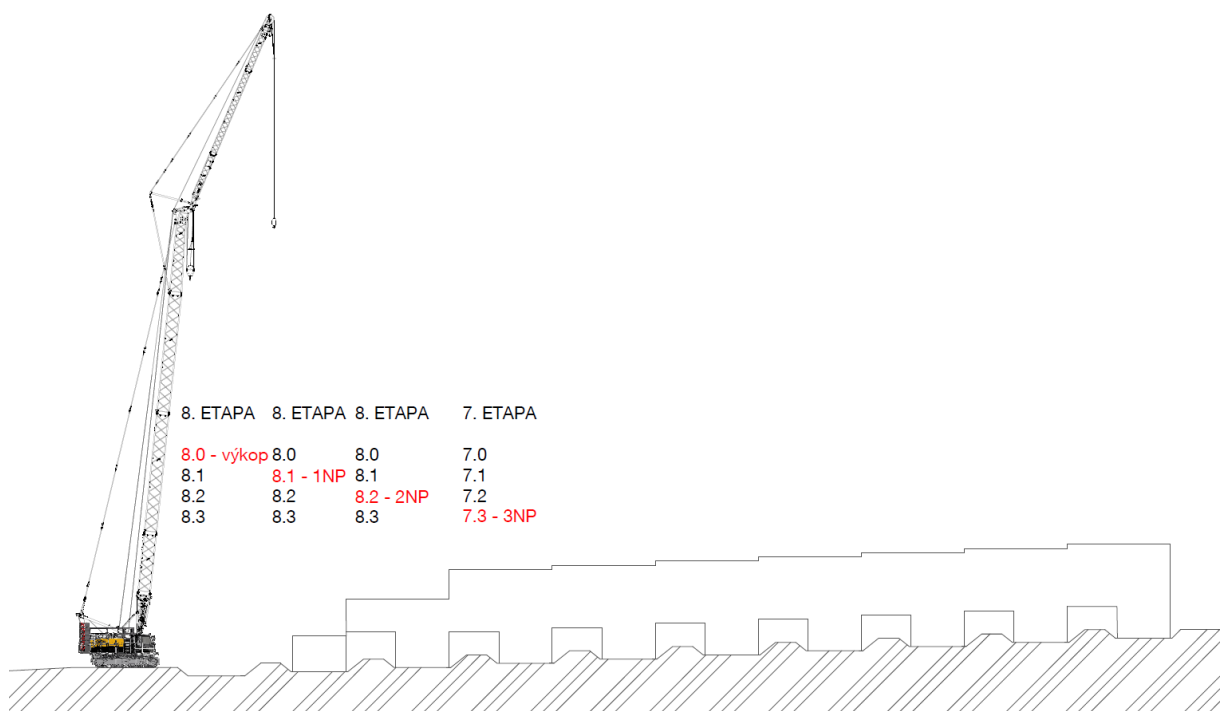 8. ETAPA 8. ETAPA 8. ETAPA 7. ETAPA
8.0 - výkop 8.0 8.0 7.0
8.1 8.1 - 1NP 8.1 7.1
8.2 8.2 8.2 - 2NP 7.2
8.3 8.3 8.3 7.3 - 3NP